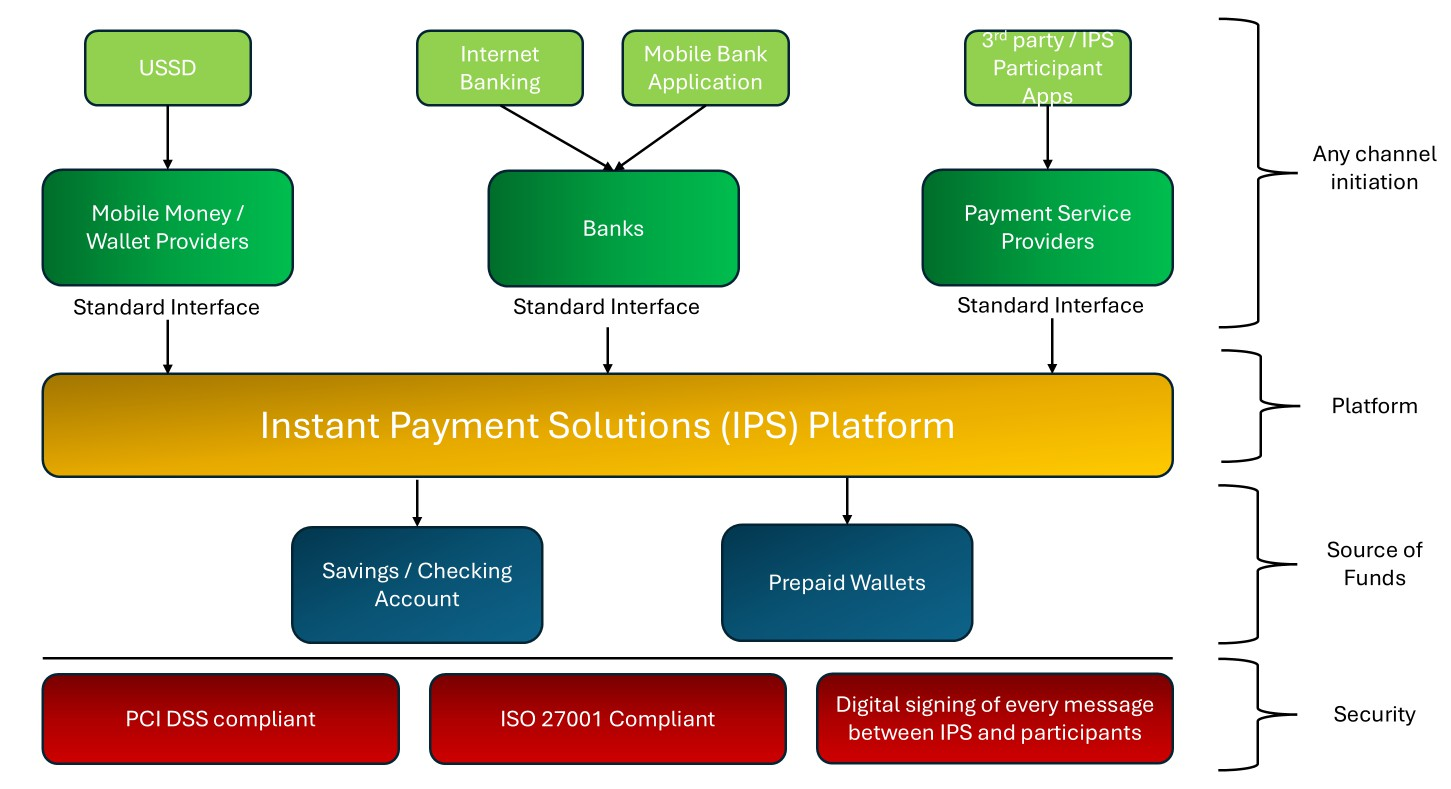 USSD
Internet
Banking
Mobile Bank
Application
3rd party / IPS
Participant
Apps
Any channel
initiation
Mobile Money /
Wallet Providers
Banks
Payment Service
Providers
Standard Interface
Standard Interface
Standard Interface
Instant Payment Solutions (IPS) Platform
Platform
Savings / Checking
Account
Prepaid Wallets
Source of
Funds
PCI DSS compliant
ISO 27001 Compliant
Digital signing of every message
between IPS and participants
Security